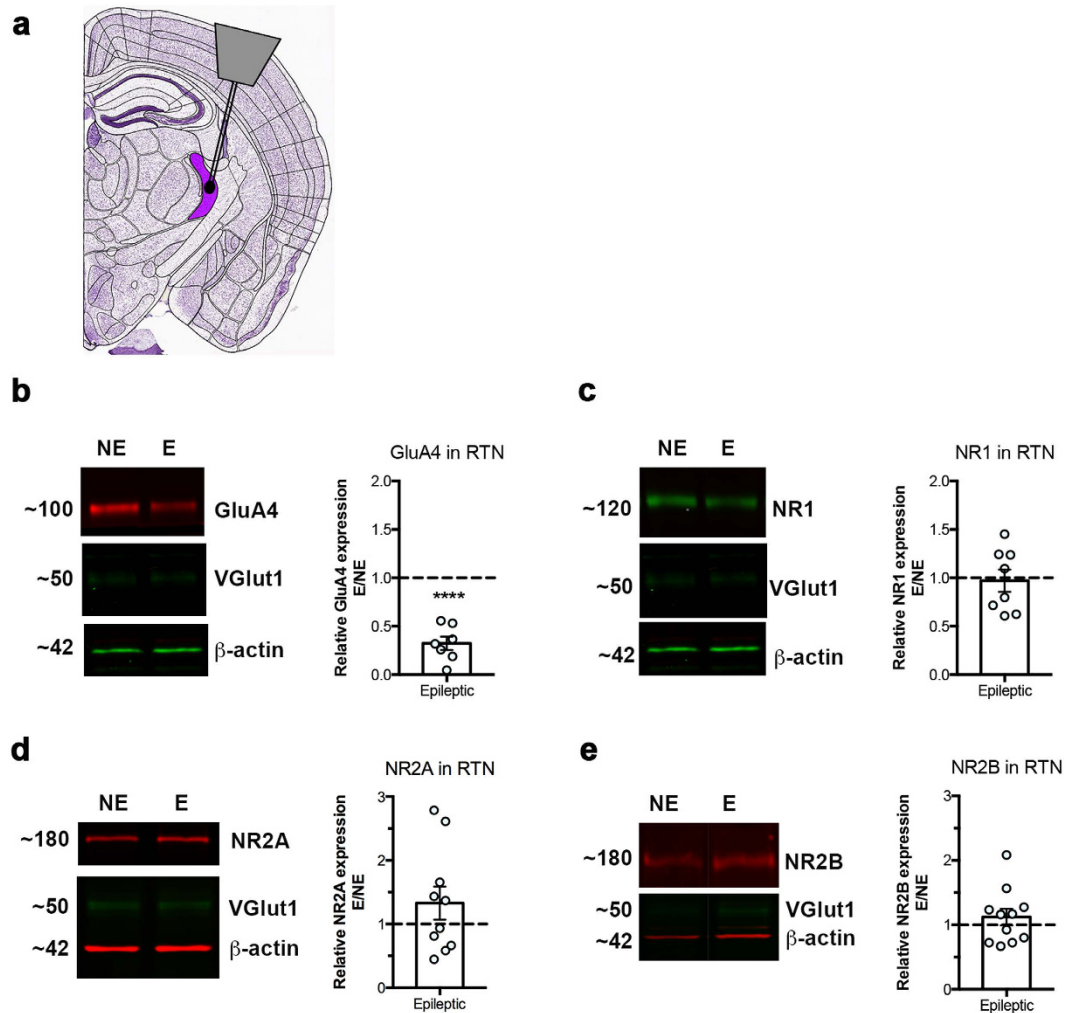 a
b
NE E
~100 GluA4
~50 VGlut1
~42 β-actin
GluA4 in RTN
Relative GluA4 expression
E/NE
2.0
1.5
1.0
****
0.5
0.0
Epileptic
c
NE E
~120 NR1
~50 VGlut1
~42 β-actin
NR1 in RTN
Relative NR1 expression
E/NE
2.0
1.5
1.0
0.5
0.0
Epileptic
d
NE E
~180 NR2A
~50 VGlut1
~42 β-actin
NR2A in RTN
Relative NR2A expression
E/NE
3
2
1
0
Epileptic
e
NE E
~180 NR2B
~50 VGlut1
~42 β-actin
NR2B in RTN
Relative NR2B expression
E/NE
3
2
1
0
Epileptic